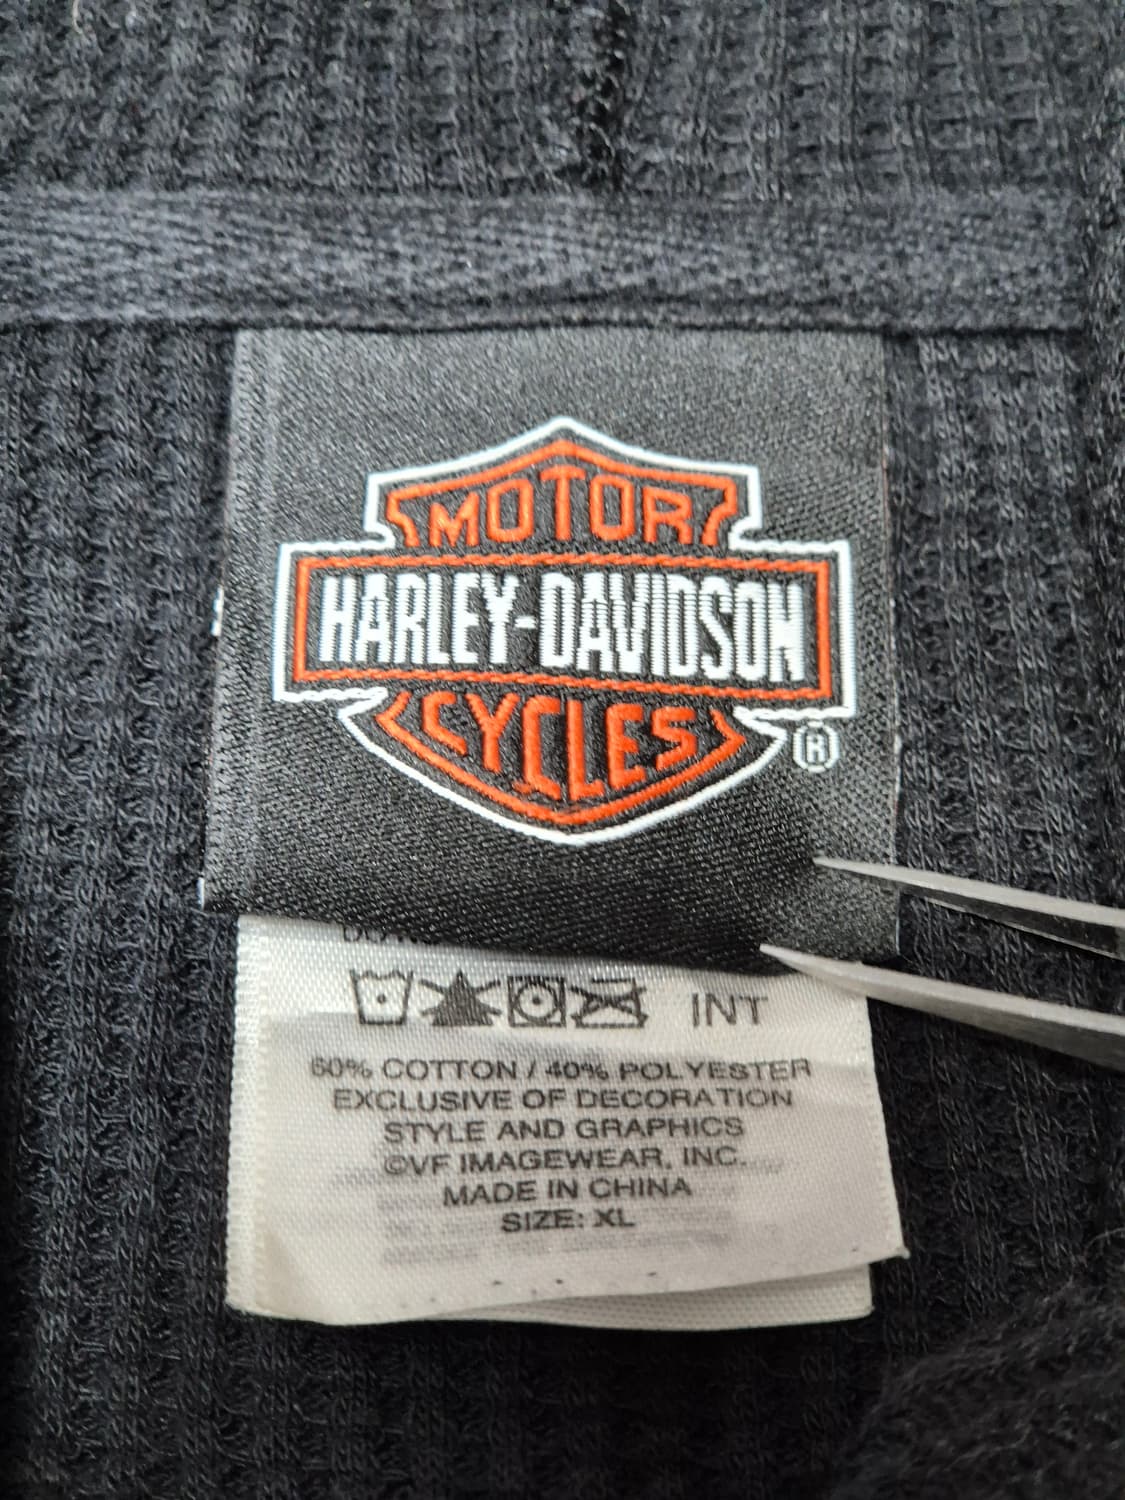 MOTOR
HARLEY-DAVIDSON
CYCLES
®
INT
60% COTTON / 40% POLYESTER
EXCLUSIVE OF DECORATION
STYLE AND GRAPHICS
©VF IMAGEWEAR, INC.
MADE IN CHINA
SIZE: XL